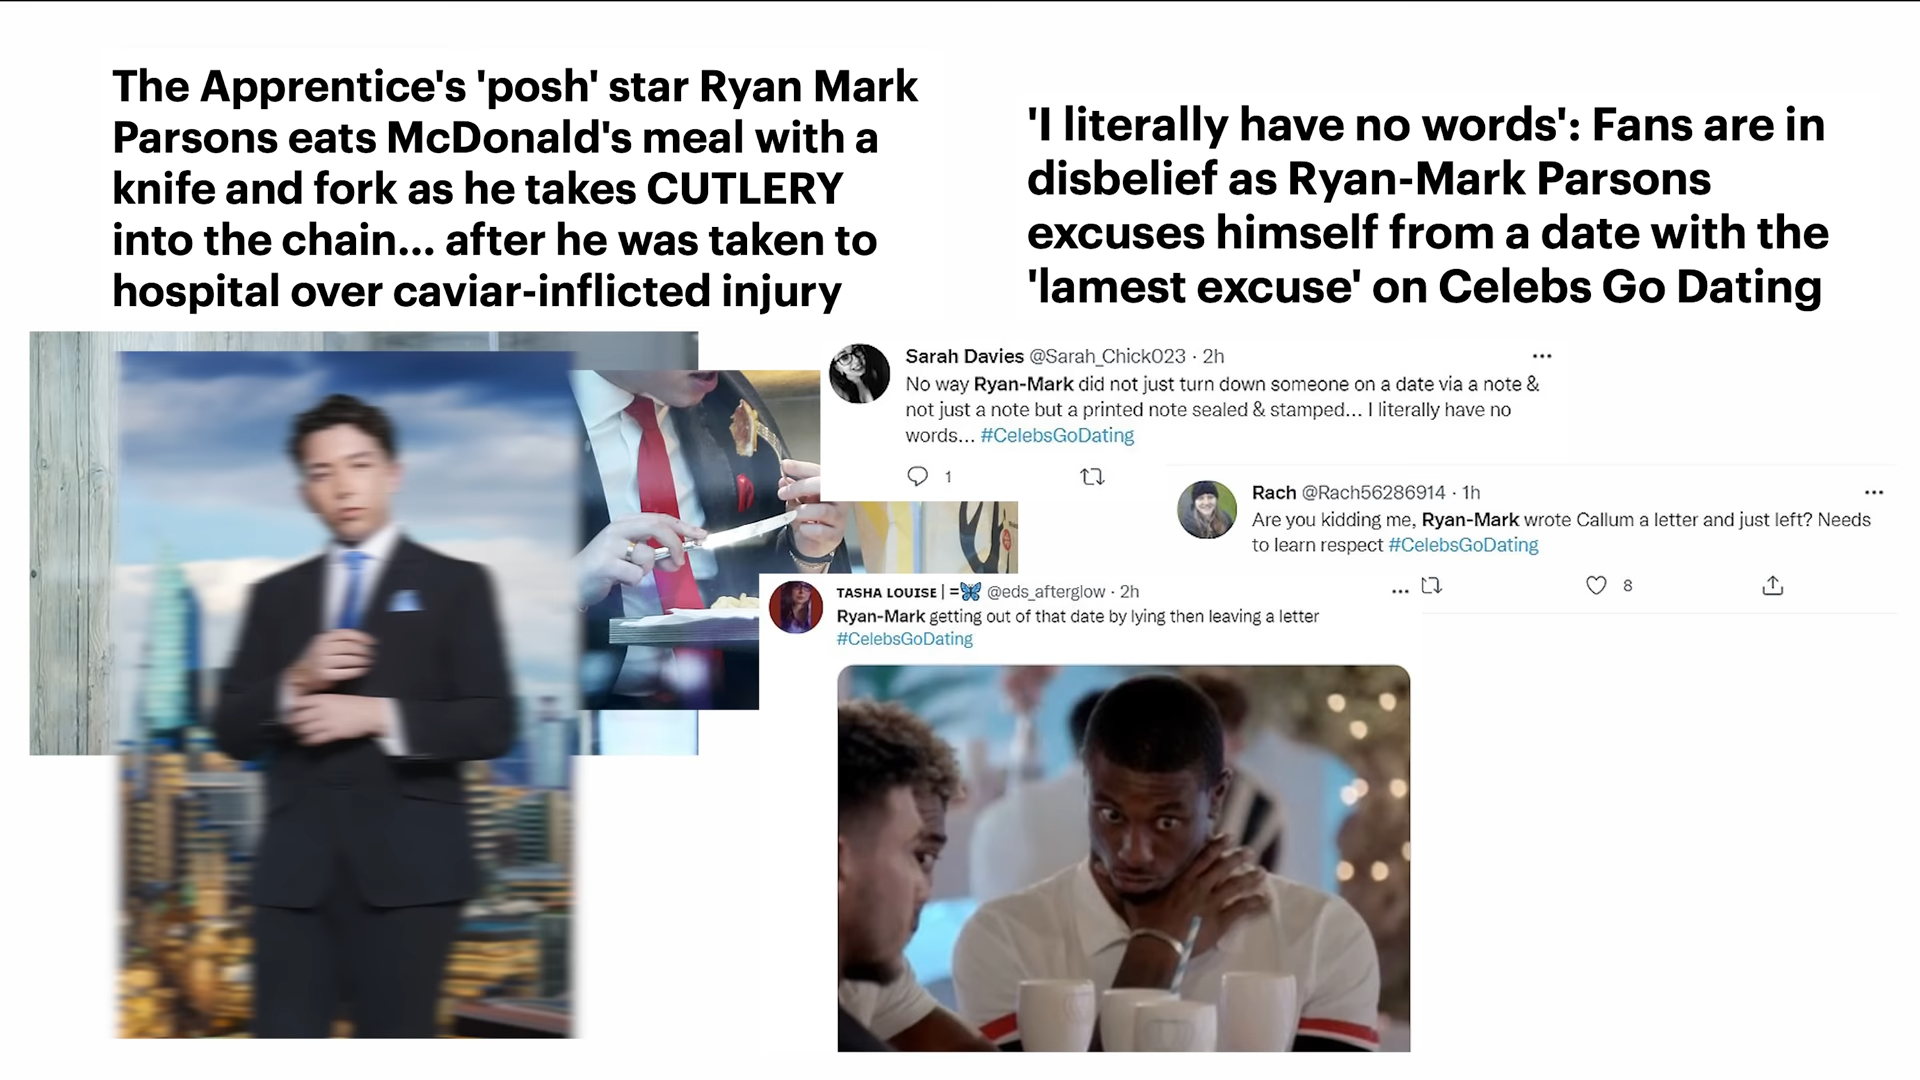 The Apprentice's 'posh' star Ryan Mark
Parsons eats McDonald's meal with a
knife and fork as he takes CUTLERY
into the chain... after he was taken to
hospital over caviar-inflicted injury
'I literally have no words': Fans are in
disbelief as Ryan-Mark Parsons
excuses himself from a date with the
'lamest excuse' on Celebs Go Dating
Sarah Davies @Sarah_Chick023 · 2h
No way Ryan-Mark did not just turn down someone on a date via a note &
not just a note but a printed note sealed & stamped... I literally have no
words... #CelebsGoDating
1
Rach @Rach56286914 · 1h
Are you kidding me, Ryan-Mark wrote Callum a letter and just left? Needs
to learn respect #CelebsGoDating
8
TASHA LOUISE | =🦋 @eds_afterglow · 2h
Ryan-Mark getting out of that date by lying then leaving a letter
#CelebsGoDating